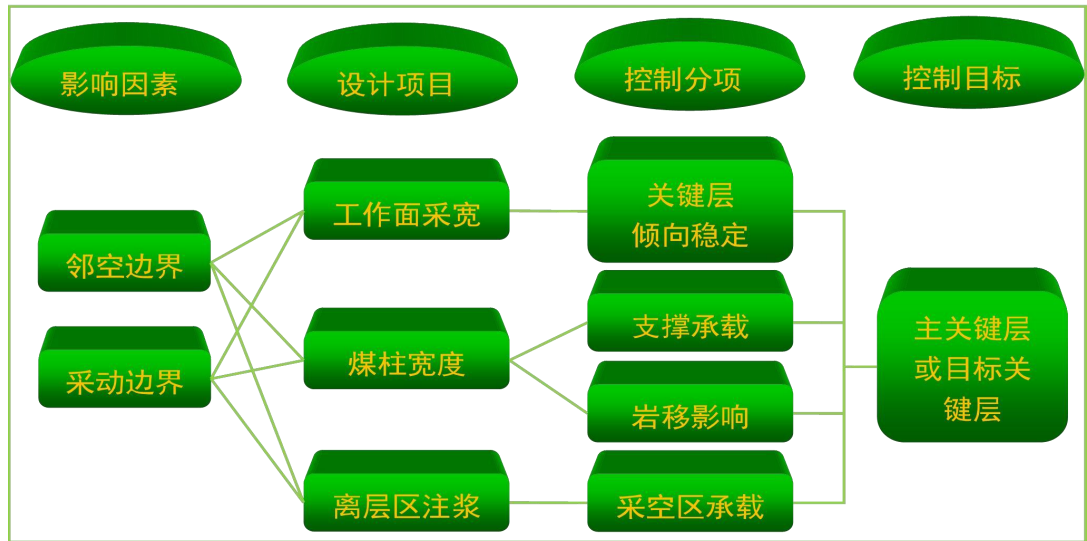 影响因素
设计项目
控制分项
控制目标
邻空边界
采动边界
工作面采宽
煤柱宽度
离层区注浆
关键层
倾向稳定
支撑承载
岩移影响
采空区承载
主关键层
或目标关
键层